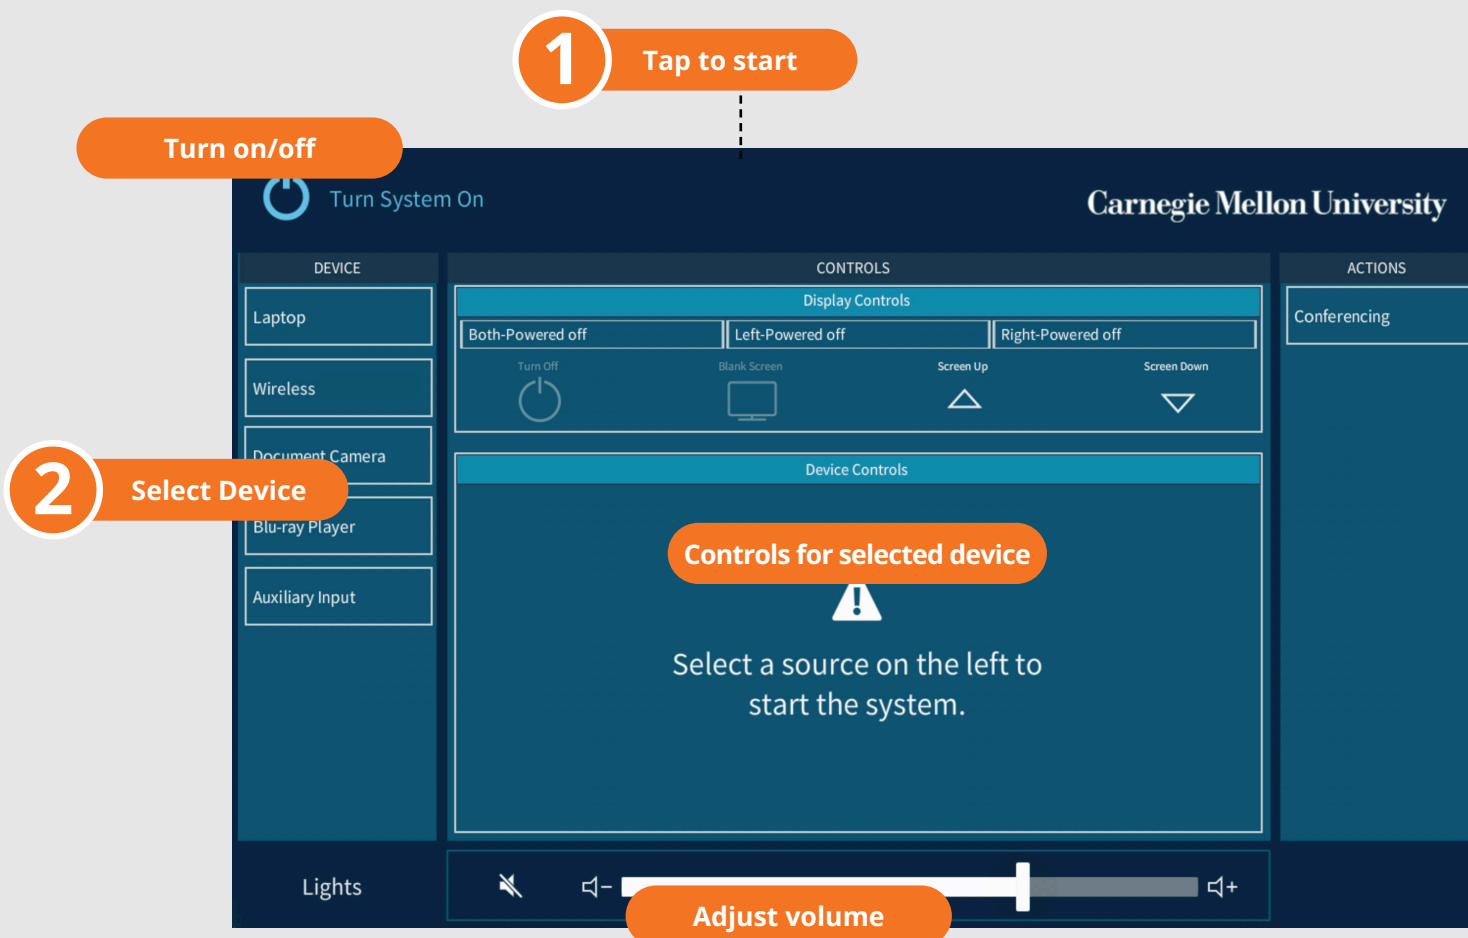 1
Tap to start
Turn on/off
Turn System On
Carnegie Mellon University
DEVICE
CONTROLS
ACTIONS
Laptop
Wireless
Document Camera
Blu-ray Player
Auxiliary Input
2
Select Device
Display Controls
Both-Powered off
Left-Powered off
Right-Powered off
Turn Off
Blank Screen
Screen Up
Screen Down
Device Controls
Controls for selected device
Select a source on the left to
start the system.
Conferencing
Lights
Adjust volume